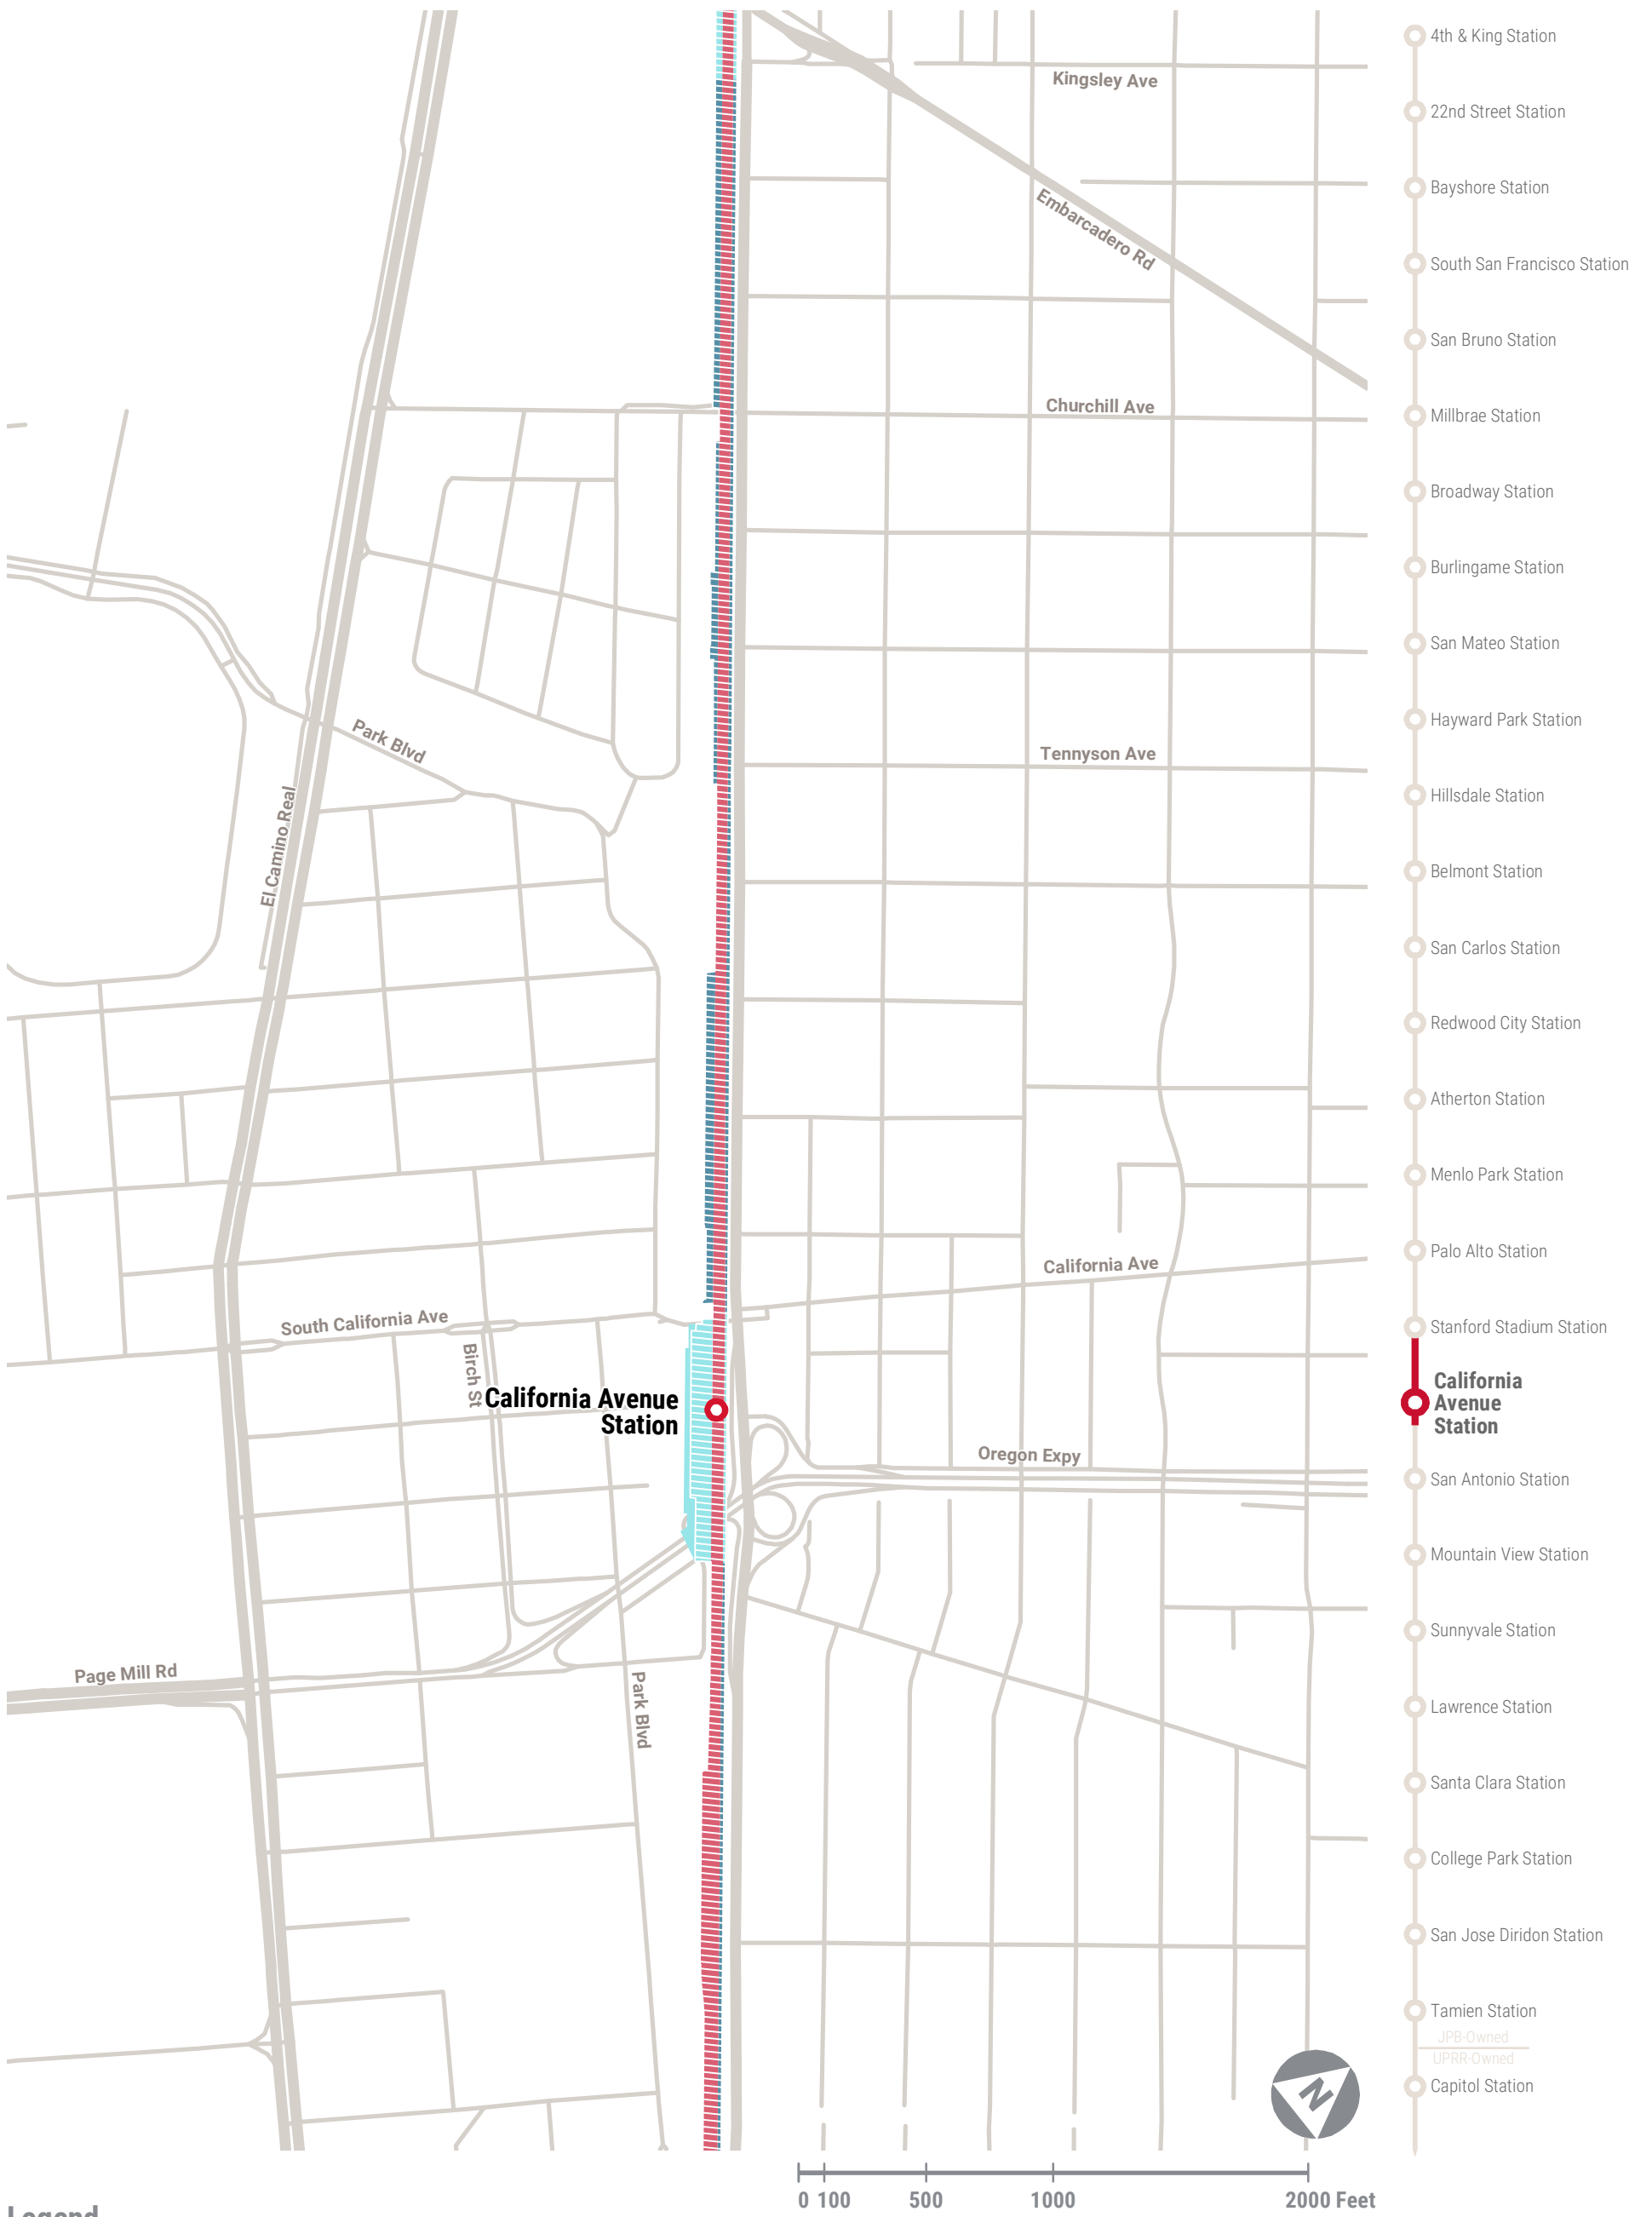 Kingsley Ave
Embarcadero Rd
Churchill Ave
Park Blvd
Tennyson Ave
El Camino Real
California Ave
South California Ave
Birch St
California Avenue
Station
Oregon Expy
Page Mill Rd
Park Blvd
N
0 100 500 1000 2000 Feet
Legend
4th & King Station
22nd Street Station
Bayshore Station
South San Francisco Station
San Bruno Station
Millbrae Station
Broadway Station
Burlingame Station
San Mateo Station
Hayward Park Station
Hillsdale Station
Belmont Station
San Carlos Station
Redwood City Station
Atherton Station
Menlo Park Station
Palo Alto Station
Stanford Stadium Station
California
Avenue
Station
San Antonio Station
Mountain View Station
Sunnyvale Station
Lawrence Station
Santa Clara Station
College Park Station
San Jose Diridon Station
Tamien Station
JPB-Owned
UPRR-Owned
Capitol Station